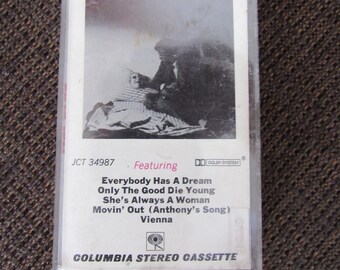 JCT 34987
Featuring
DOLBY SYSTEM
Everybody Has A Dream
Only The Good Die Young
She's Always A Woman
Movin' Out (Anthony's Song)
Vienna
COLUMBIA STEREO CASSETTE